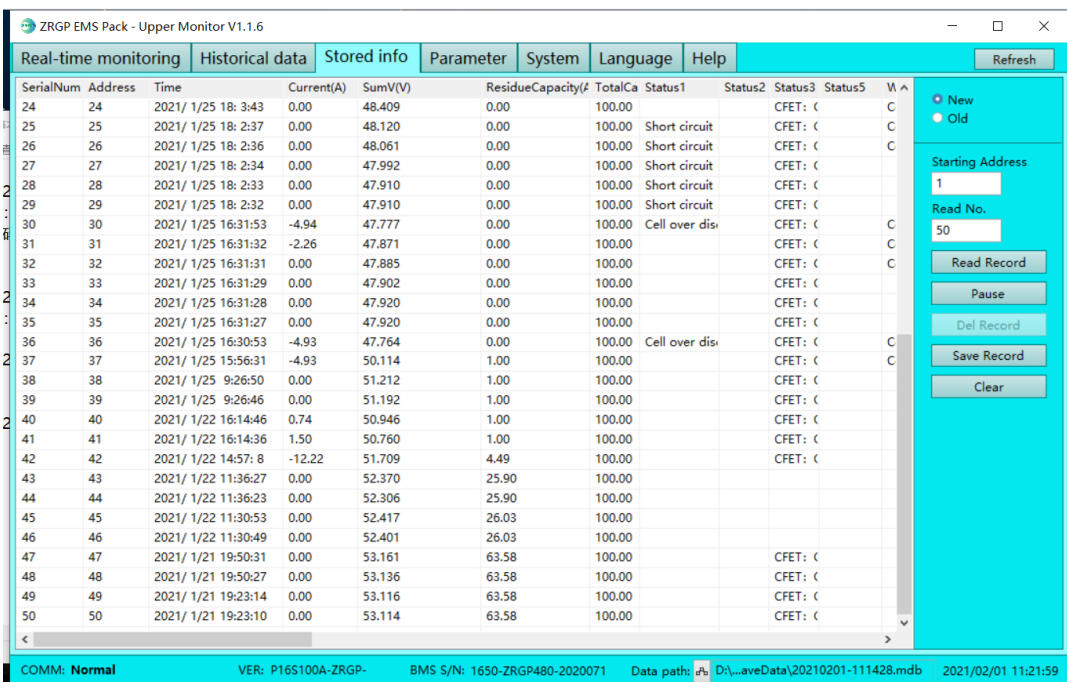 ZRGP EMS Pack - Upper Monitor V1.1.6
Real-time monitoring Historical data Stored info Parameter System Language Help Refresh
SerialNum Address Time Current(A) SumV(V) ResidueCapacity(A TotalCa Status1 Status2 Status3 Status5 W
24 24 2021/ 1/25 18: 3:43 0.00 48.409 0.00 100.00 CFET: C
25 25 2021/ 1/25 18: 2:37 0.00 48.120 0.00 100.00 Short circuit CFET: C C
26 26 2021/ 1/25 18: 2:36 0.00 48.061 0.00 100.00 Short circuit CFET: C C
27 27 2021/ 1/25 18: 2:34 0.00 47.992 0.00 100.00 Short circuit CFET: C
28 28 2021/ 1/25 18: 2:33 0.00 47.910 0.00 100.00 Short circuit CFET: C
29 29 2021/ 1/25 18: 2:32 0.00 47.910 0.00 100.00 Short circuit CFET: C
30 30 2021/ 1/25 16:31:53 -4.94 47.777 0.00 100.00 Cell over dis CFET: C C
31 31 2021/ 1/25 16:31:32 -2.26 47.871 0.00 100.00 CFET: C C
32 32 2021/ 1/25 16:31:31 0.00 47.885 0.00 100.00 CFET: C C
33 33 2021/ 1/25 16:31:29 0.00 47.902 0.00 100.00 CFET: C
34 34 2021/ 1/25 16:31:28 0.00 47.920 0.00 100.00 CFET: C
35 35 2021/ 1/25 16:31:27 0.00 47.920 0.00 100.00 CFET: C
36 36 2021/ 1/25 16:30:53 -4.93 47.764 0.00 100.00 Cell over dis CFET: C C
37 37 2021/ 1/25 15:56:31 -4.93 50.114 1.00 100.00 CFET: C C
38 38 2021/ 1/25 9:26:50 0.00 51.212 1.00 100.00 CFET: C
39 39 2021/ 1/25 9:26:46 0.00 51.192 1.00 100.00 CFET: C
40 40 2021/ 1/22 16:14:46 0.74 50.946 1.00 100.00 CFET: C
41 41 2021/ 1/22 16:14:36 1.50 50.760 1.00 100.00 CFET: C
42 42 2021/ 1/22 14:57: 8 -12.22 51.709 4.49 100.00 CFET: C
43 43 2021/ 1/22 11:36:27 0.00 52.370 25.90 100.00
44 44 2021/ 1/22 11:36:23 0.00 52.306 25.90 100.00
45 45 2021/ 1/22 11:30:53 0.00 52.417 26.03 100.00
46 46 2021/ 1/22 11:30:49 0.00 52.401 26.03 100.00
47 47 2021/ 1/21 19:50:31 0.00 53.161 63.58 100.00 CFET: C
48 48 2021/ 1/21 19:50:27 0.00 53.136 63.58 100.00 CFET: C
49 49 2021/ 1/21 19:23:14 0.00 53.116 63.58 100.00 CFET: C
50 50 2021/ 1/21 19:23:10 0.00 53.114 63.58 100.00 CFET: C
New
Old
Starting Address
1
Read No.
50
Read Record
Pause
Del Record
Save Record
Clear
COMM: Normal VER: P16S100A-ZRGP- BMS S/N: 1650-ZRGP480-2020071 Data path: D:\...aveData\20210201-111428.mdb 2021/02/01 11:21:59